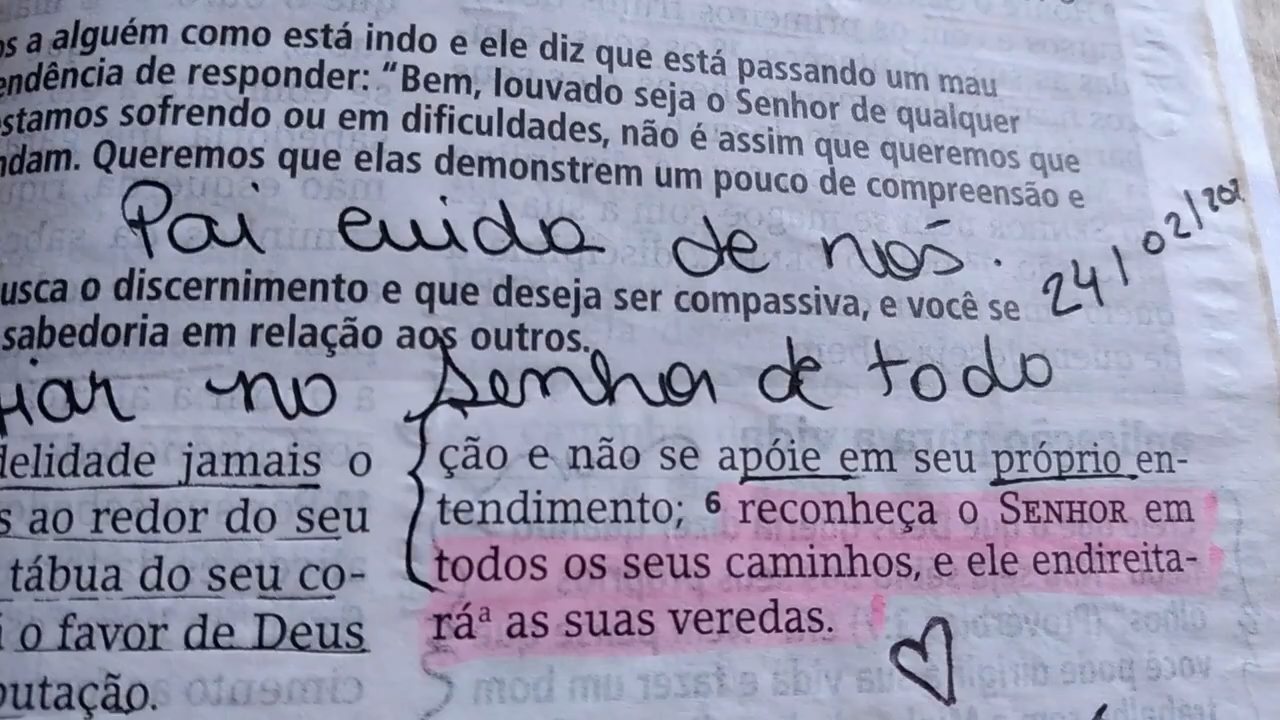 s a alguém como está indo e ele diz que está passando um mau
endência de responder: “Bem, louvado seja o Senhor de qualquer
stamos sofrendo ou em dificuldades, não é assim que queremos que
ndam. Queremos que elas demonstrem um pouco de compreensão e
Pai cuida de nós.
24/02/202
usca o discernimento e que deseja ser compassiva, e você se
sabedoria em relação aos outros.
iar no Senhor de todo
delidade jamais o
s ao redor do seu
tábua do seu co-
o favor de Deus
putação.
ção e não se apóie em seu próprio en-
tendimento; 6 reconheça o SENHOR em
todos os seus caminhos, e ele endireita-
ráª as suas veredas.